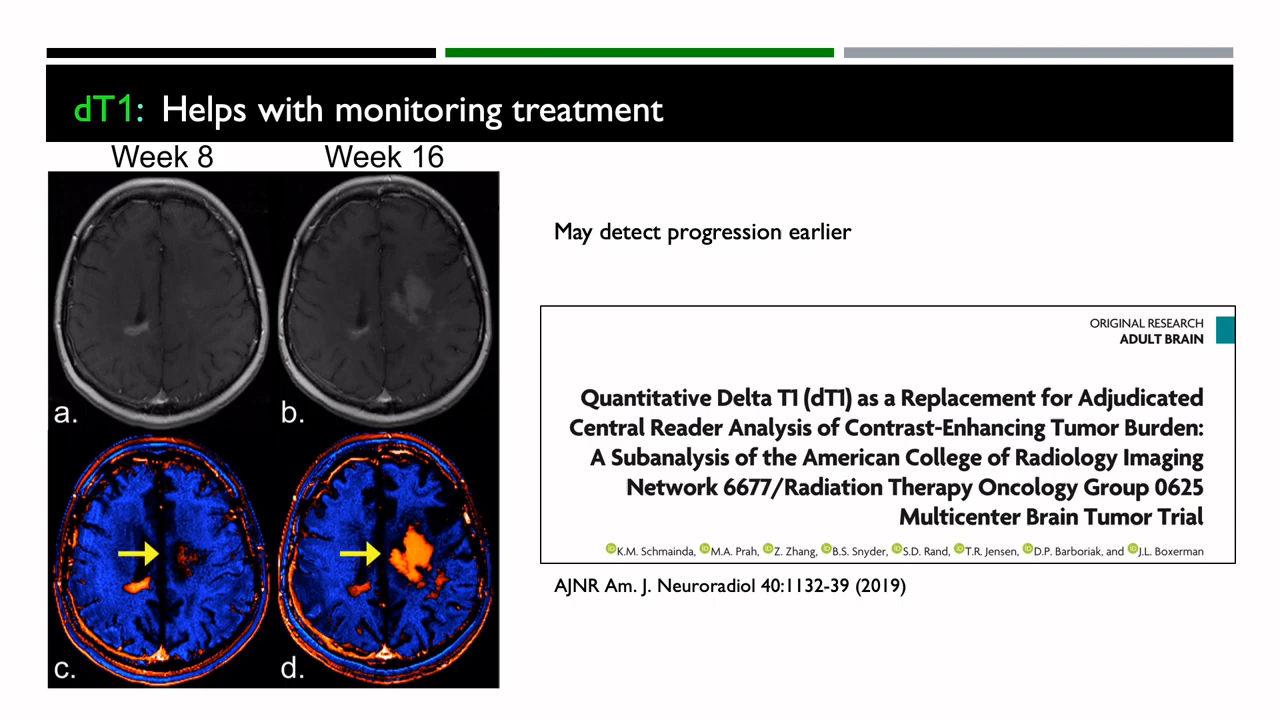 dT1: Helps with monitoring treatment
Week 8 Week 16
a. b.
c. d.
May detect progression earlier
ORIGINAL RESEARCH
ADULT BRAIN
Quantitative Delta T1 (dT1) as a Replacement for Adjudicated
Central Reader Analysis of Contrast-Enhancing Tumor Burden:
A Subanalysis of the American College of Radiology Imaging
Network 6677/Radiation Therapy Oncology Group 0625
Multicenter Brain Tumor Trial
K.M. Schmainda, M.A. Prah, Z. Zhang, B.S. Snyder, S.D. Rand, T.R. Jensen, D.P. Barboriak, and J.L. Boxerman
AJNR Am. J. Neuroradiol 40:1132-39 (2019)